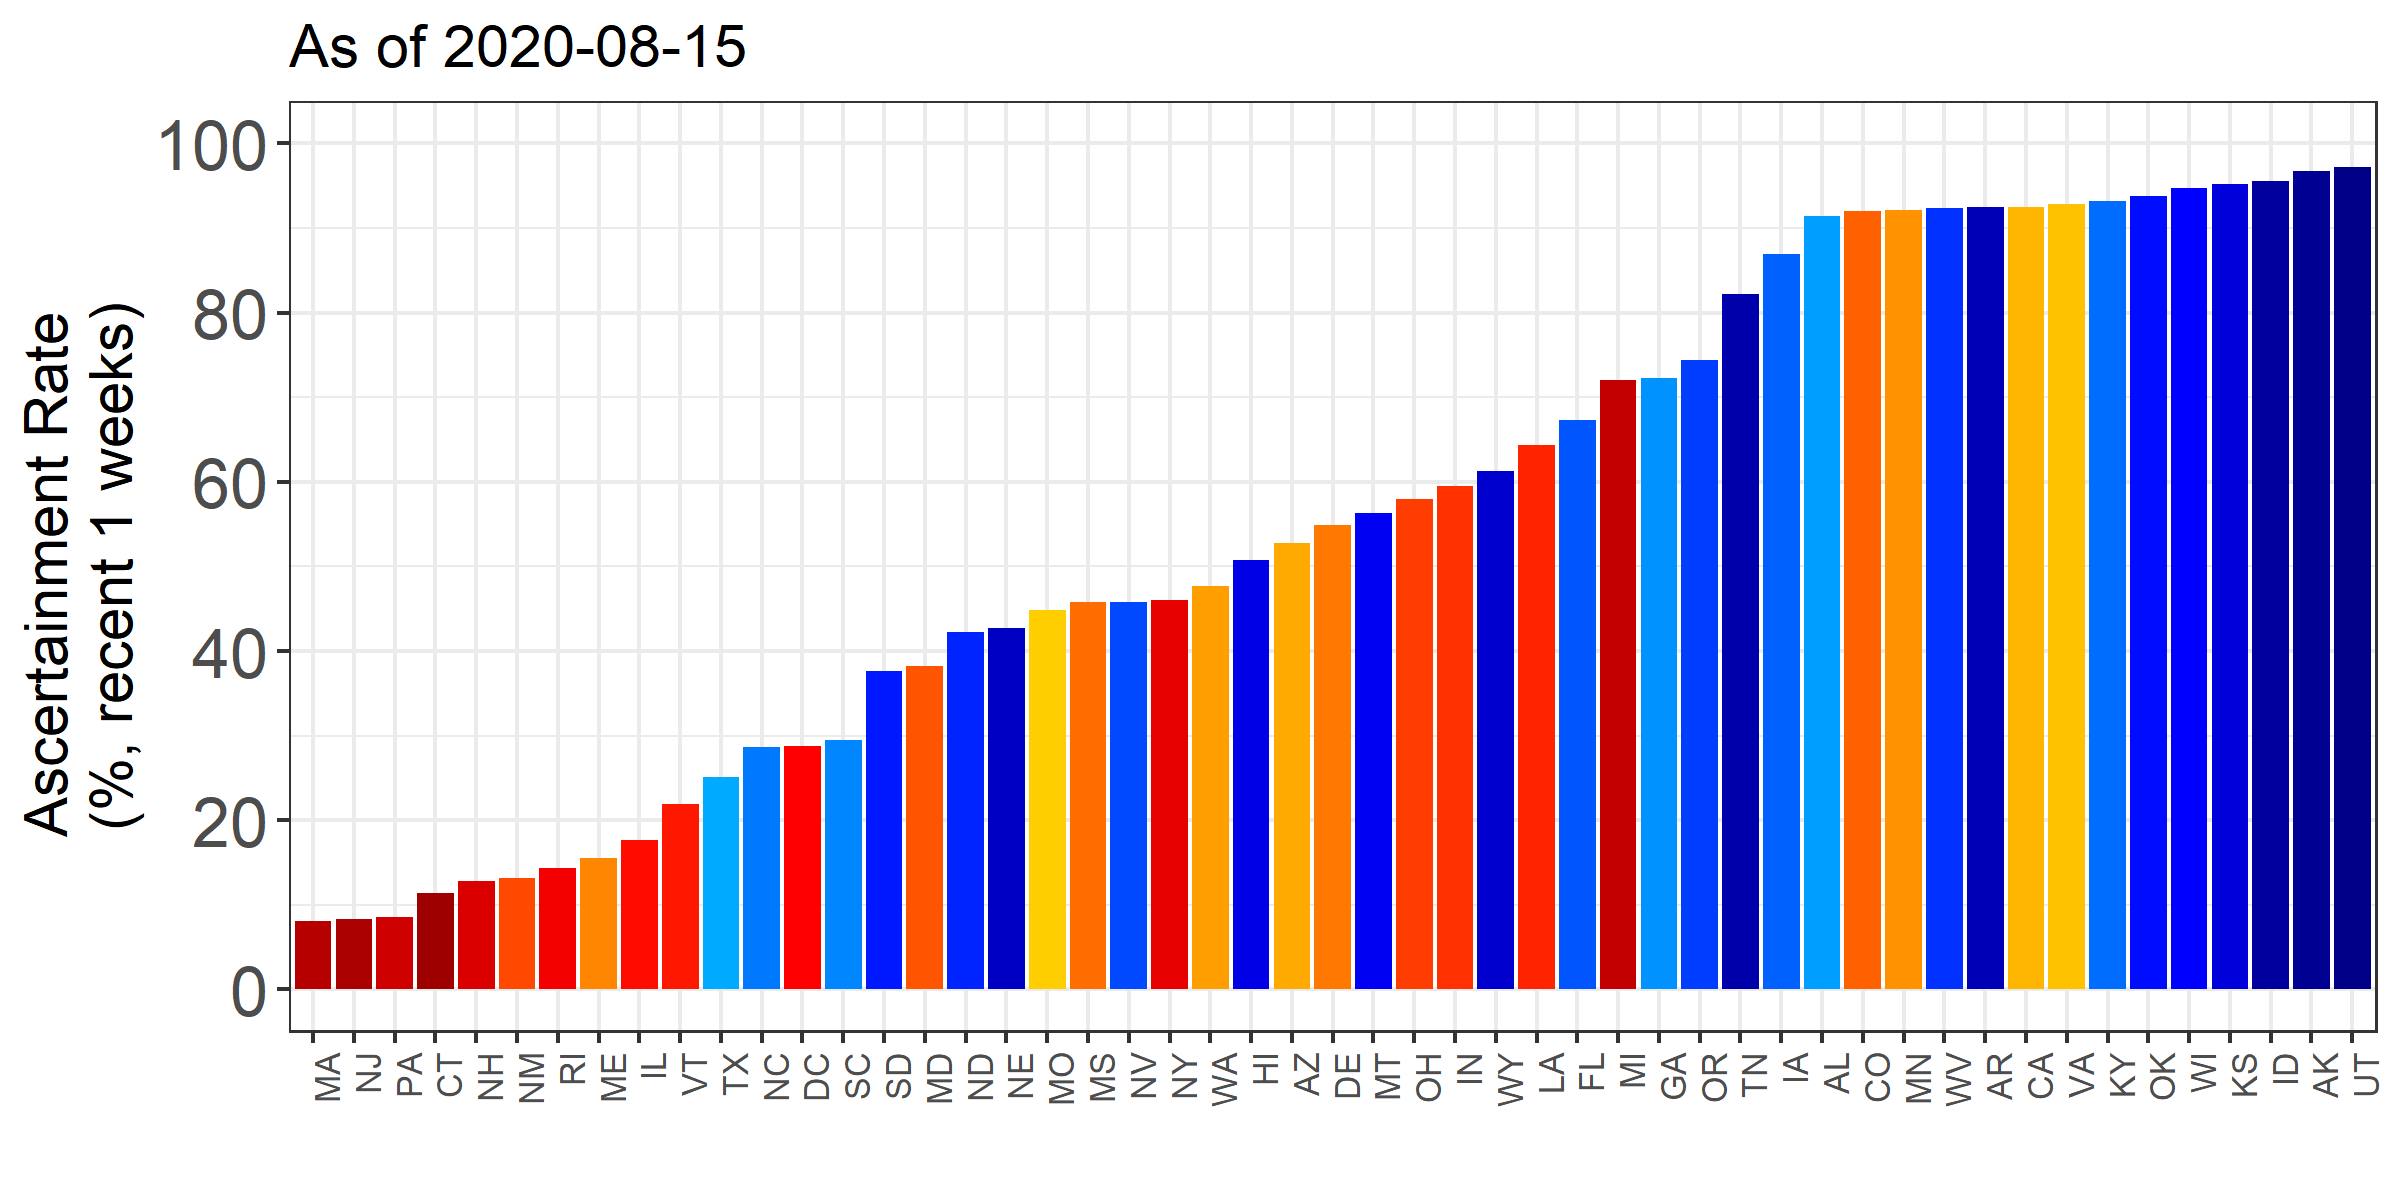 As of 2020-08-15
Ascertainment Rate
(%, recent 1 weeks)
100
80
60
40
20
0
MA NJ PA CT NH NM RI ME IL VT TX NC DC SC SD MD ND NE MO MS NV NY WA HI AZ DE MT OH IN WY LA FL MI GA OR TN IA AL CO MN WV AR CA VA KY OK WI KS ID AK UT